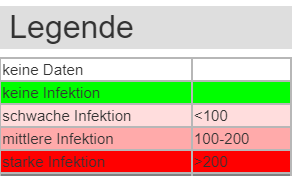 Legende
keine Daten
keine Infektion
schwache Infektion <100
mittlere Infektion 100-200
starke Infektion >200